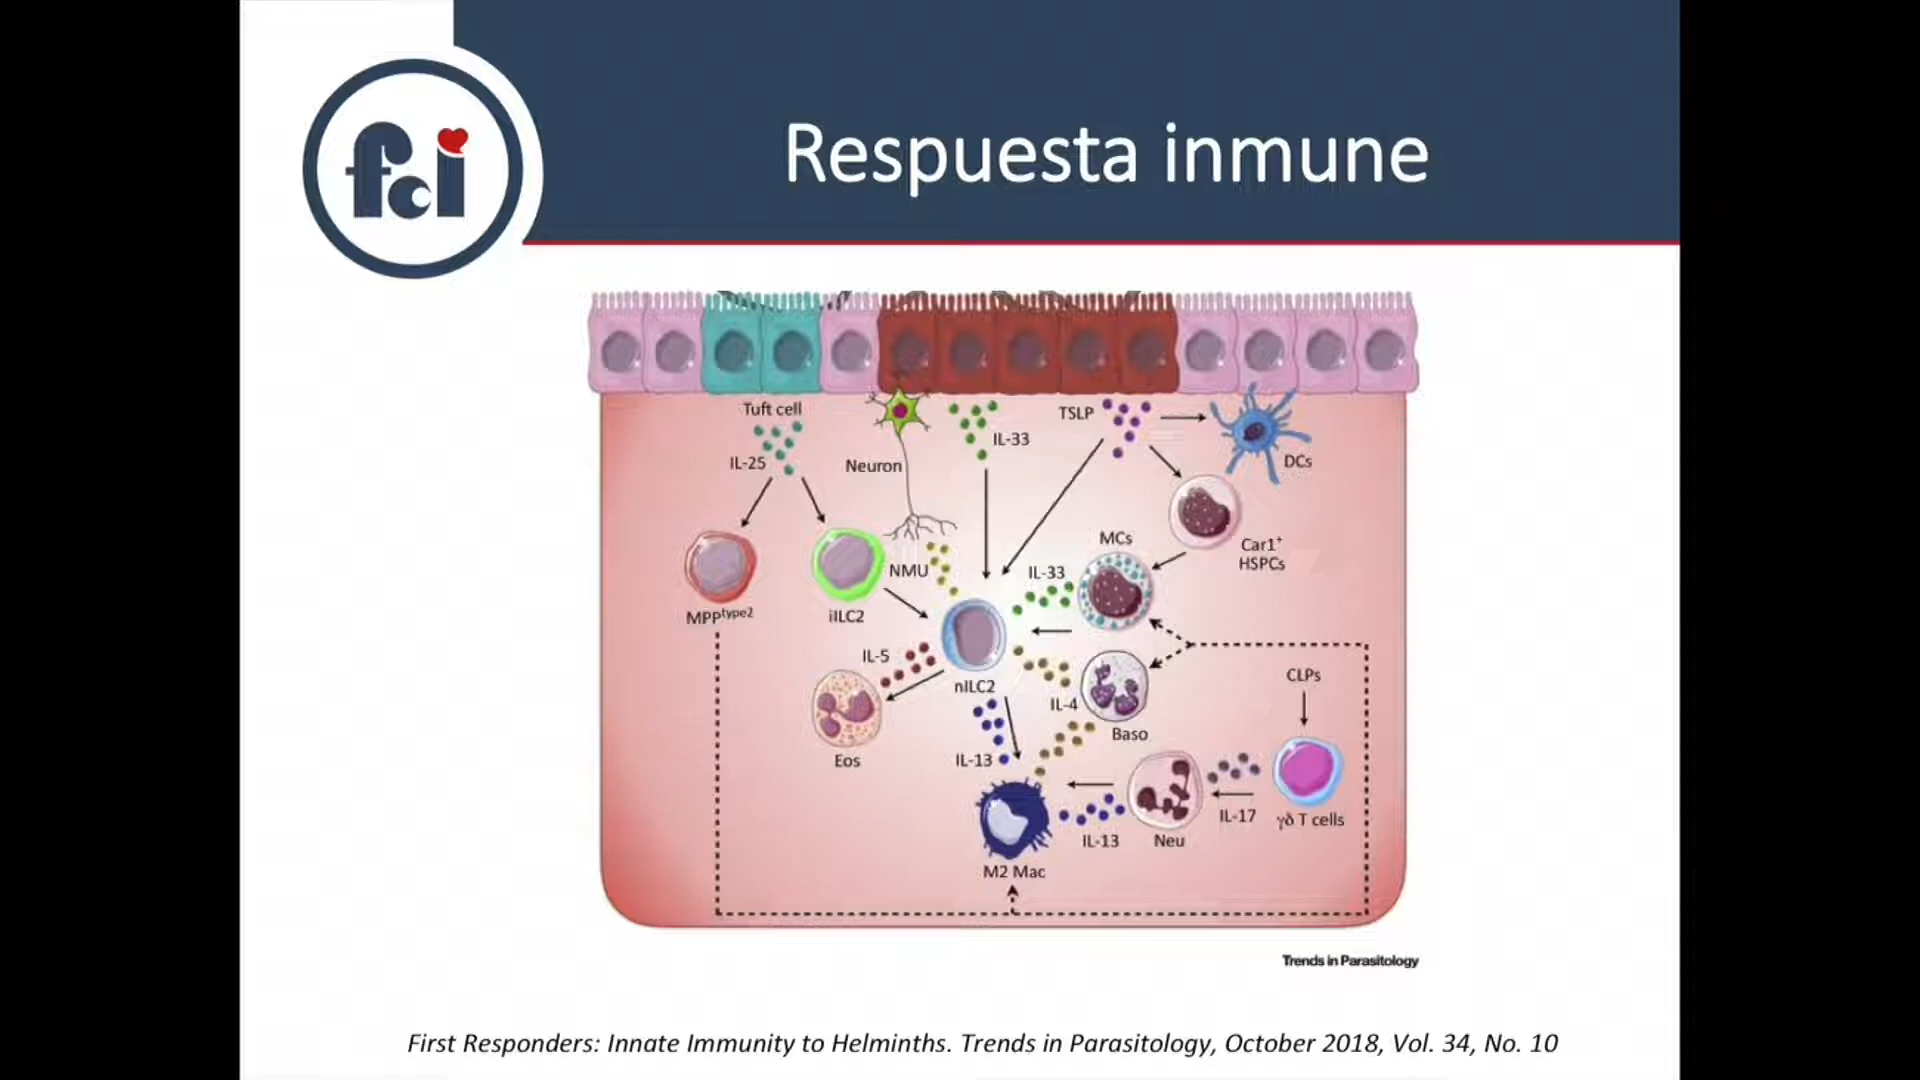 fci
Respuesta inmune
Tuft cell
IL-25
Neuron
IL-33
TSLP
DCs
MPPtype2
iILC2
NMU
IL-33
MCs
Car1+
HSPCs
IL-5
nILC2
Eos
IL-4
Baso
CLPs
IL-13
M2 Mac
IL-13
Neu
IL-17
γδ T cells
Trends in Parasitology
First Responders: Innate Immunity to Helminths. Trends in Parasitology, October 2018, Vol. 34, No. 10